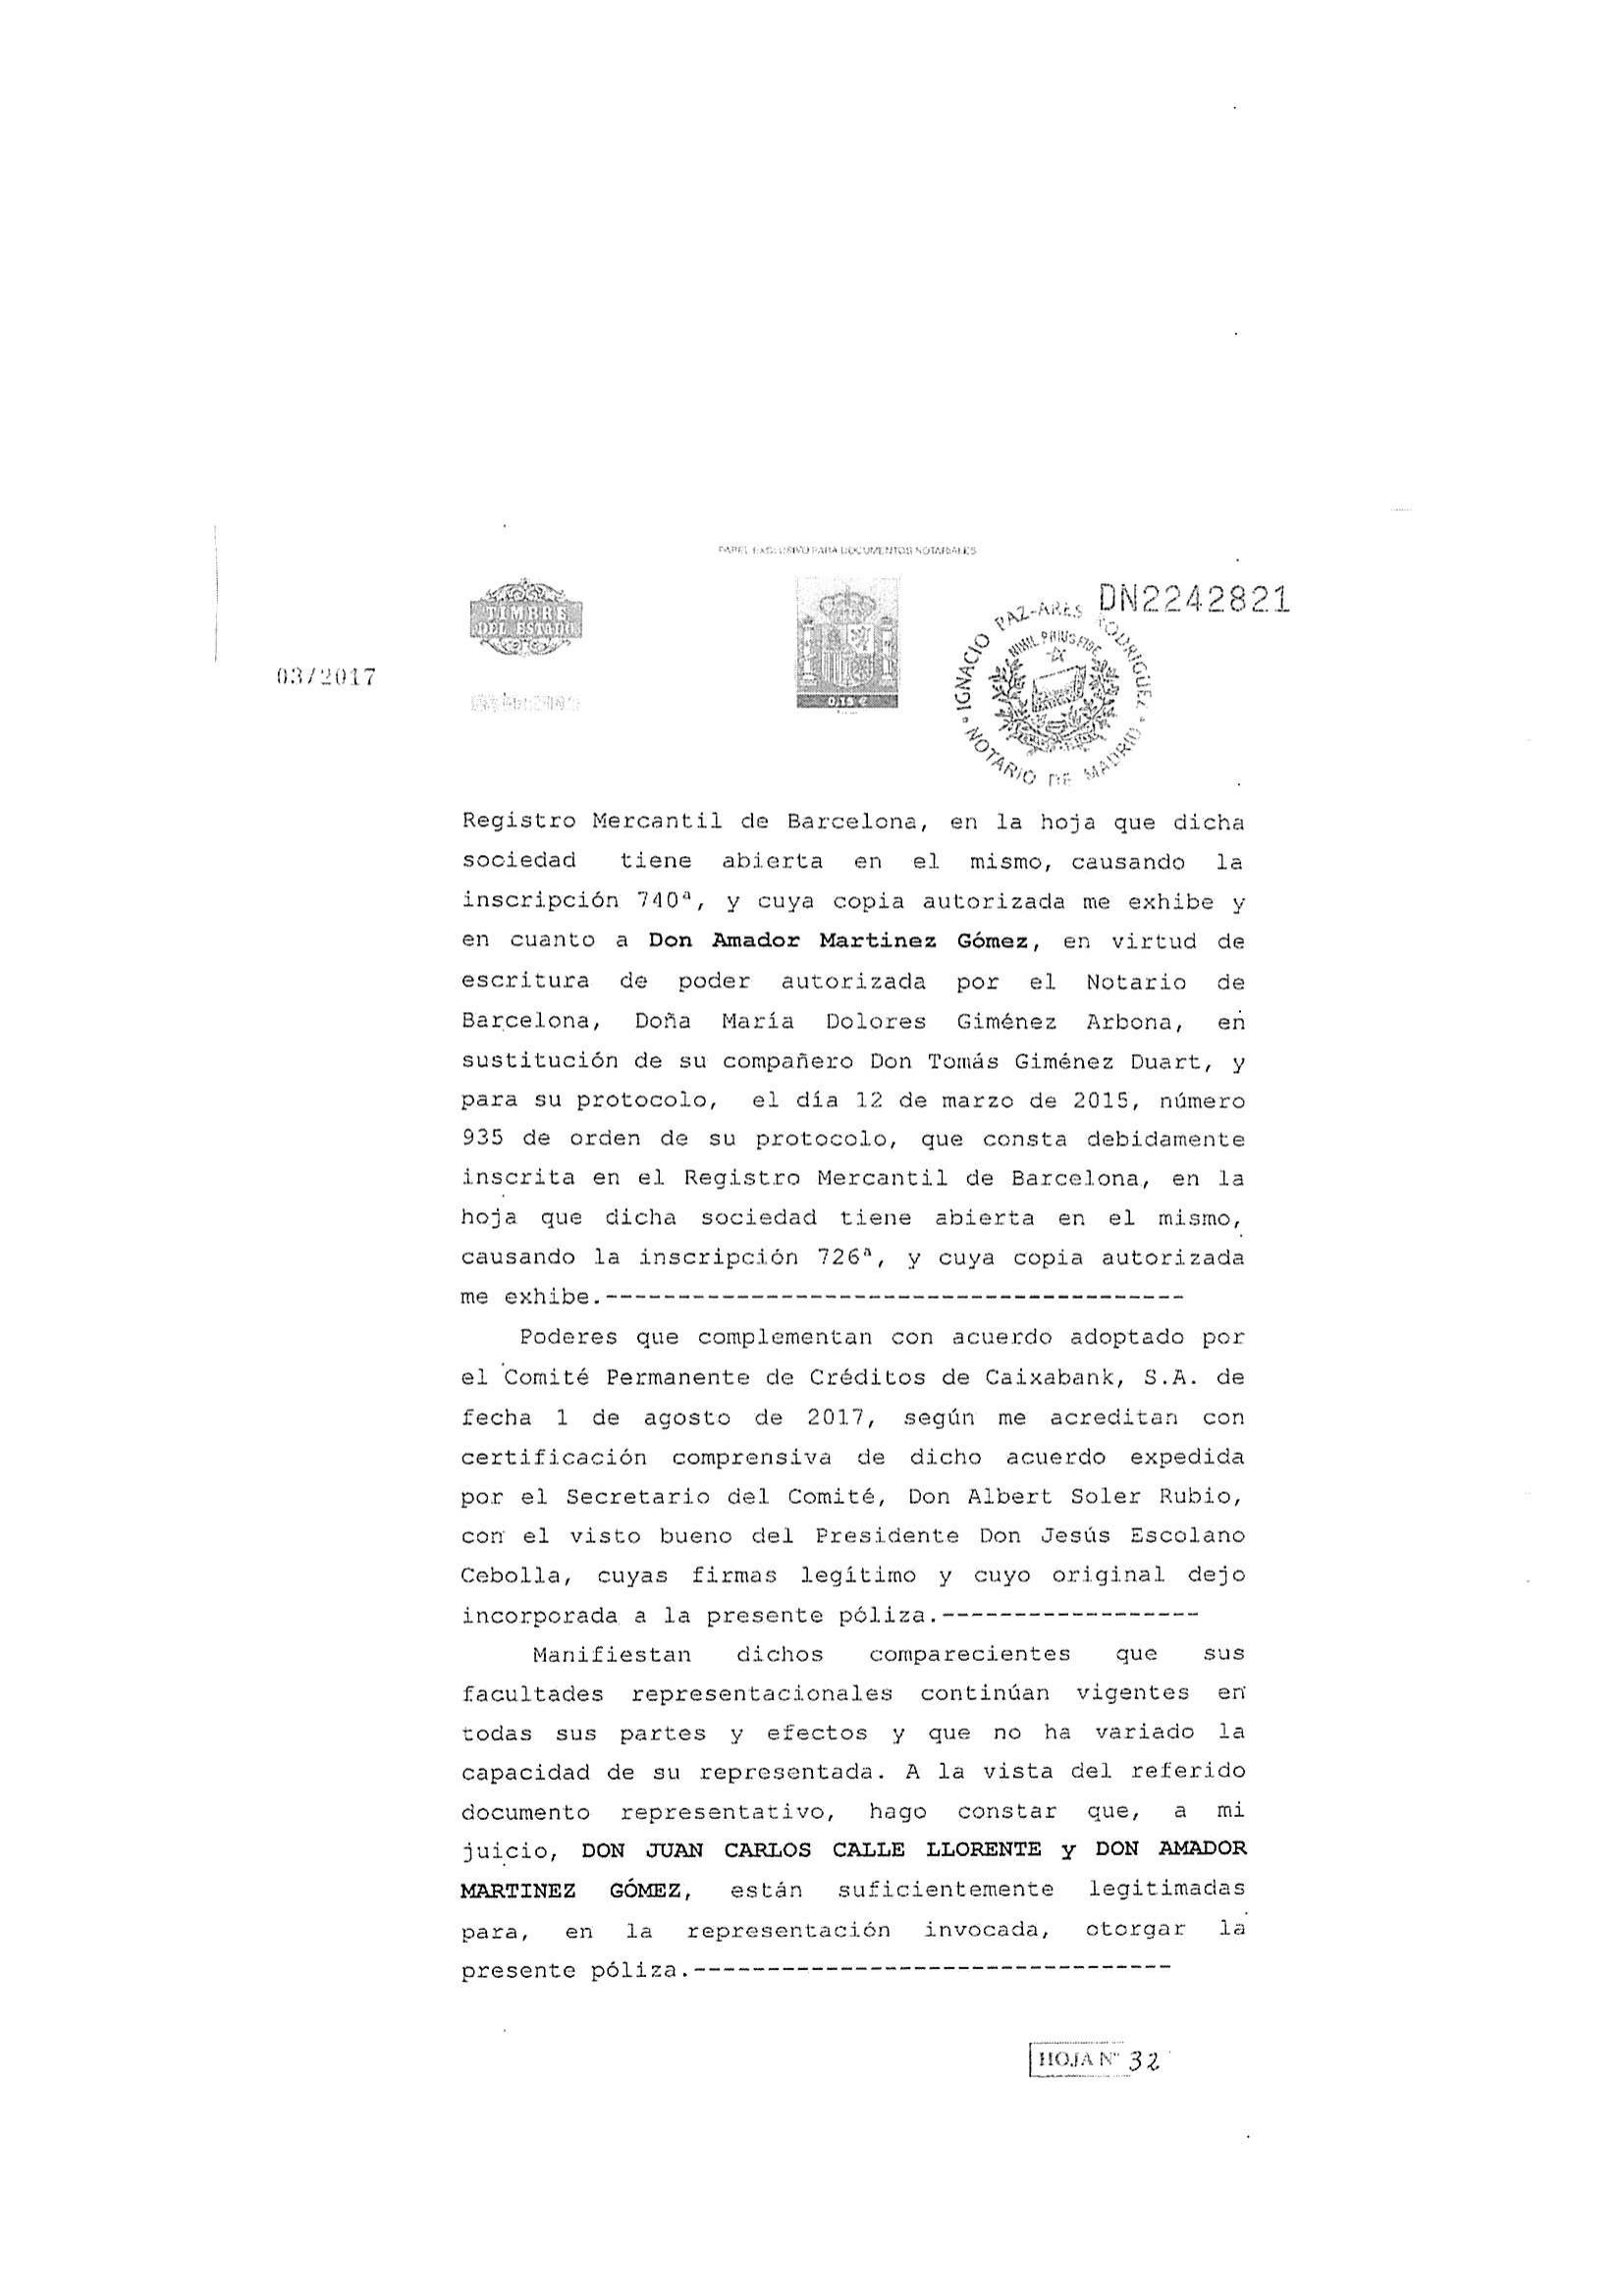 PAPEL EXCLUSIVO PARA DOCUMENTOS NOTARIALES
TIMBRE
DEL ESTADO
DN2242821
IGNACIO PAZ-ARES RODRIGUEZ
NIHIL PRIUS FIDE
NOTARIO DE MADRID
03/2017
0,15 €
Registro Mercantil de Barcelona, en la hoja que dicha
sociedad tiene abierta en el mismo, causando la
inscripción 740ª, y cuya copia autorizada me exhibe y
en cuanto a Don Amador Martinez Gómez, en virtud de
escritura de poder autorizada por el Notario de
Barcelona, Doña María Dolores Giménez Arbona, en
sustitución de su compañero Don Tomás Giménez Duart, y
para su protocolo, el día 12 de marzo de 2015, número
935 de orden de su protocolo, que consta debidamente
inscrita en el Registro Mercantil de Barcelona, en la
hoja que dicha sociedad tiene abierta en el mismo,
causando la inscripción 726ª, y cuya copia autorizada
me exhibe.----------------------------------------
Poderes que complementan con acuerdo adoptado por
el Comité Permanente de Créditos de Caixabank, S.A. de
fecha 1 de agosto de 2017, según me acreditan con
certificación comprensiva de dicho acuerdo expedida
por el Secretario del Comité, Don Albert Soler Rubio,
con el visto bueno del Presidente Don Jesús Escolano
Cebolla, cuyas firmas legítimo y cuyo original dejo
incorporada a la presente póliza.------------------
Manifiestan dichos comparecientes que sus
facultades representacionales continúan vigentes en
todas sus partes y efectos y que no ha variado la
capacidad de su representada. A la vista del referido
documento representativo, hago constar que, a mi
juicio, DON JUAN CARLOS CALLE LLORENTE y DON AMADOR
MARTINEZ GÓMEZ, están suficientemente legitimadas
para, en la representación invocada, otorgar la
presente póliza.---------------------------------
HOJA Nº 32